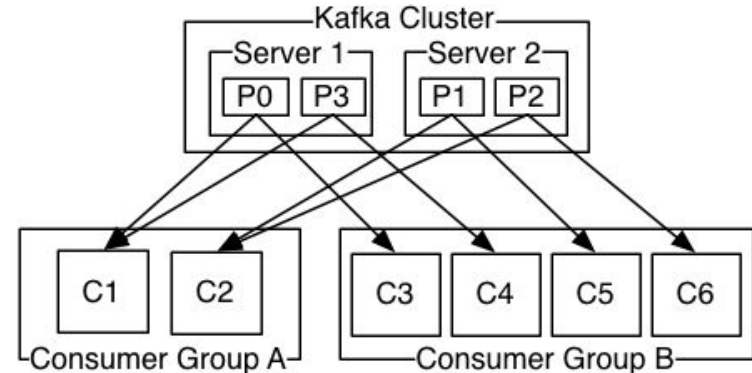 Kafka Cluster
Server 1 Server 2
P0 P3 P1 P2
C1 C2 C3 C4 C5 C6
Consumer Group A Consumer Group B